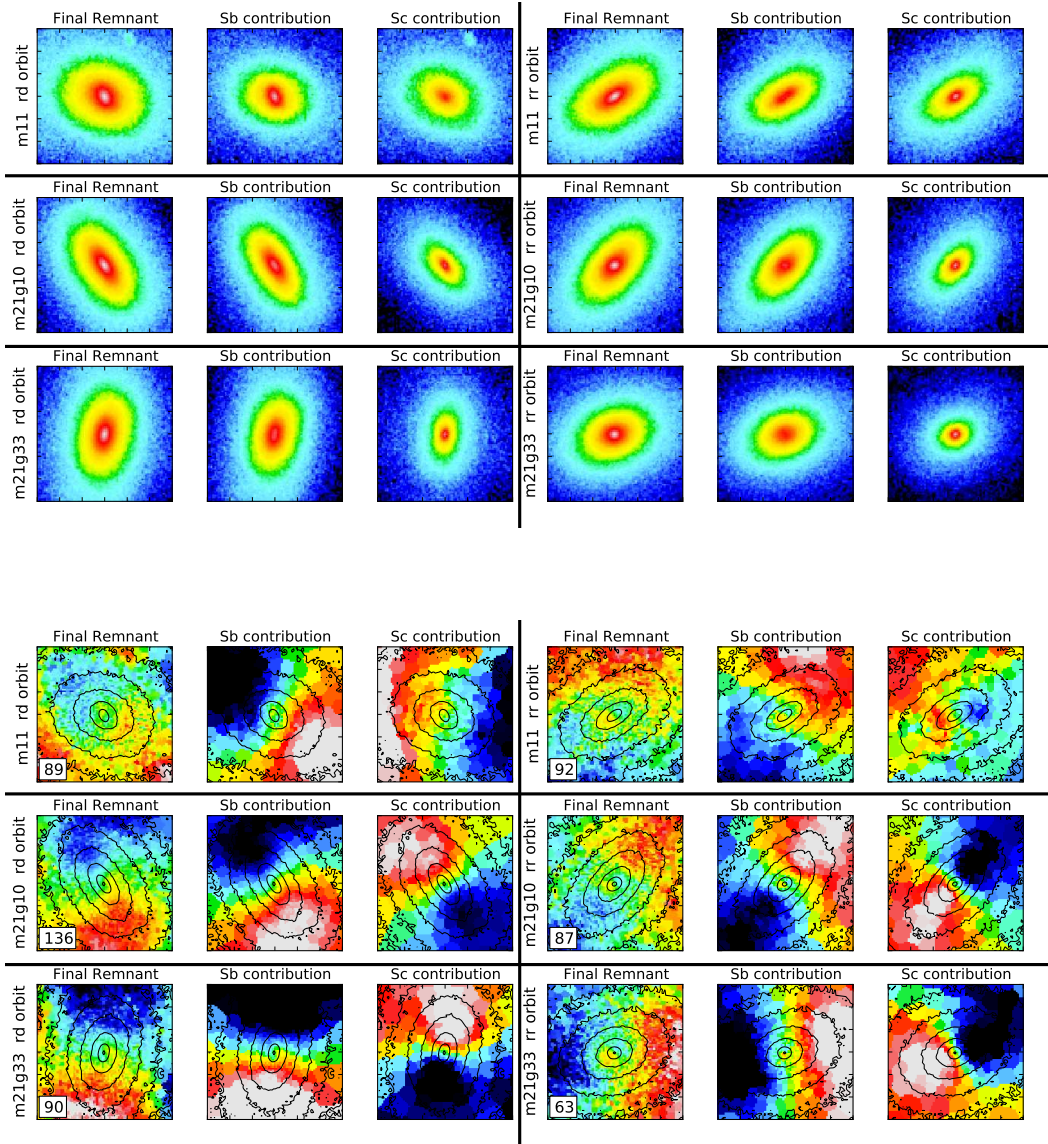 Final Remnant Sb contribution Sc contribution Final Remnant Sb contribution Sc contribution
m11 rd orbit
m11 rr orbit
Final Remnant Sb contribution Sc contribution Final Remnant Sb contribution Sc contribution
m21g10 rd orbit
m21g10 rr orbit
Final Remnant Sb contribution Sc contribution Final Remnant Sb contribution Sc contribution
m21g33 rd orbit
m21g33 rr orbit
Final Remnant Sb contribution Sc contribution Final Remnant Sb contribution Sc contribution
m11 rd orbit
89
m11 rr orbit
92
Final Remnant Sb contribution Sc contribution Final Remnant Sb contribution Sc contribution
m21g10 rd orbit
136
m21g10 rr orbit
87
Final Remnant Sb contribution Sc contribution Final Remnant Sb contribution Sc contribution
m21g33 rd orbit
90
m21g33 rr orbit
63